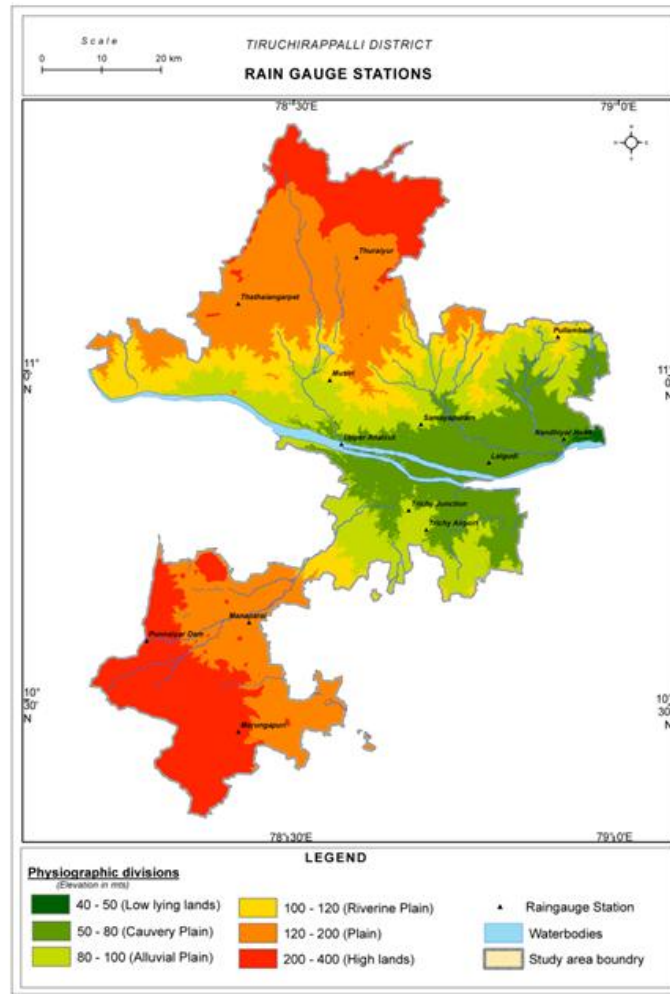 Scale
0 10 20 km
TIRUCHIRAPPALLI DISTRICT
RAIN GAUGE STATIONS
78°30'E
79°0'E
Thuraiyur
Thathaiangarpet
Pullambadi
11°
0'
N
11°
0'
N
Musiri
Samayapuram
Nandhiyar Head
Upper Anaicut
Lalgudi
Trichy Junction
Trichy Airport
Manaparai
Ponnaiyar Dam
10°
30'
N
10°
30'
N
Marungapuri
78°30'E
79°0'E
LEGEND
Physiographic divisions
(Elevation in mts)
40 - 50 (Low lying lands)
50 - 80 (Cauvery Plain)
80 - 100 (Alluvial Plain)
100 - 120 (Riverine Plain)
120 - 200 (Plain)
200 - 400 (High lands)
Raingauge Station
Waterbodies
Study area boundry